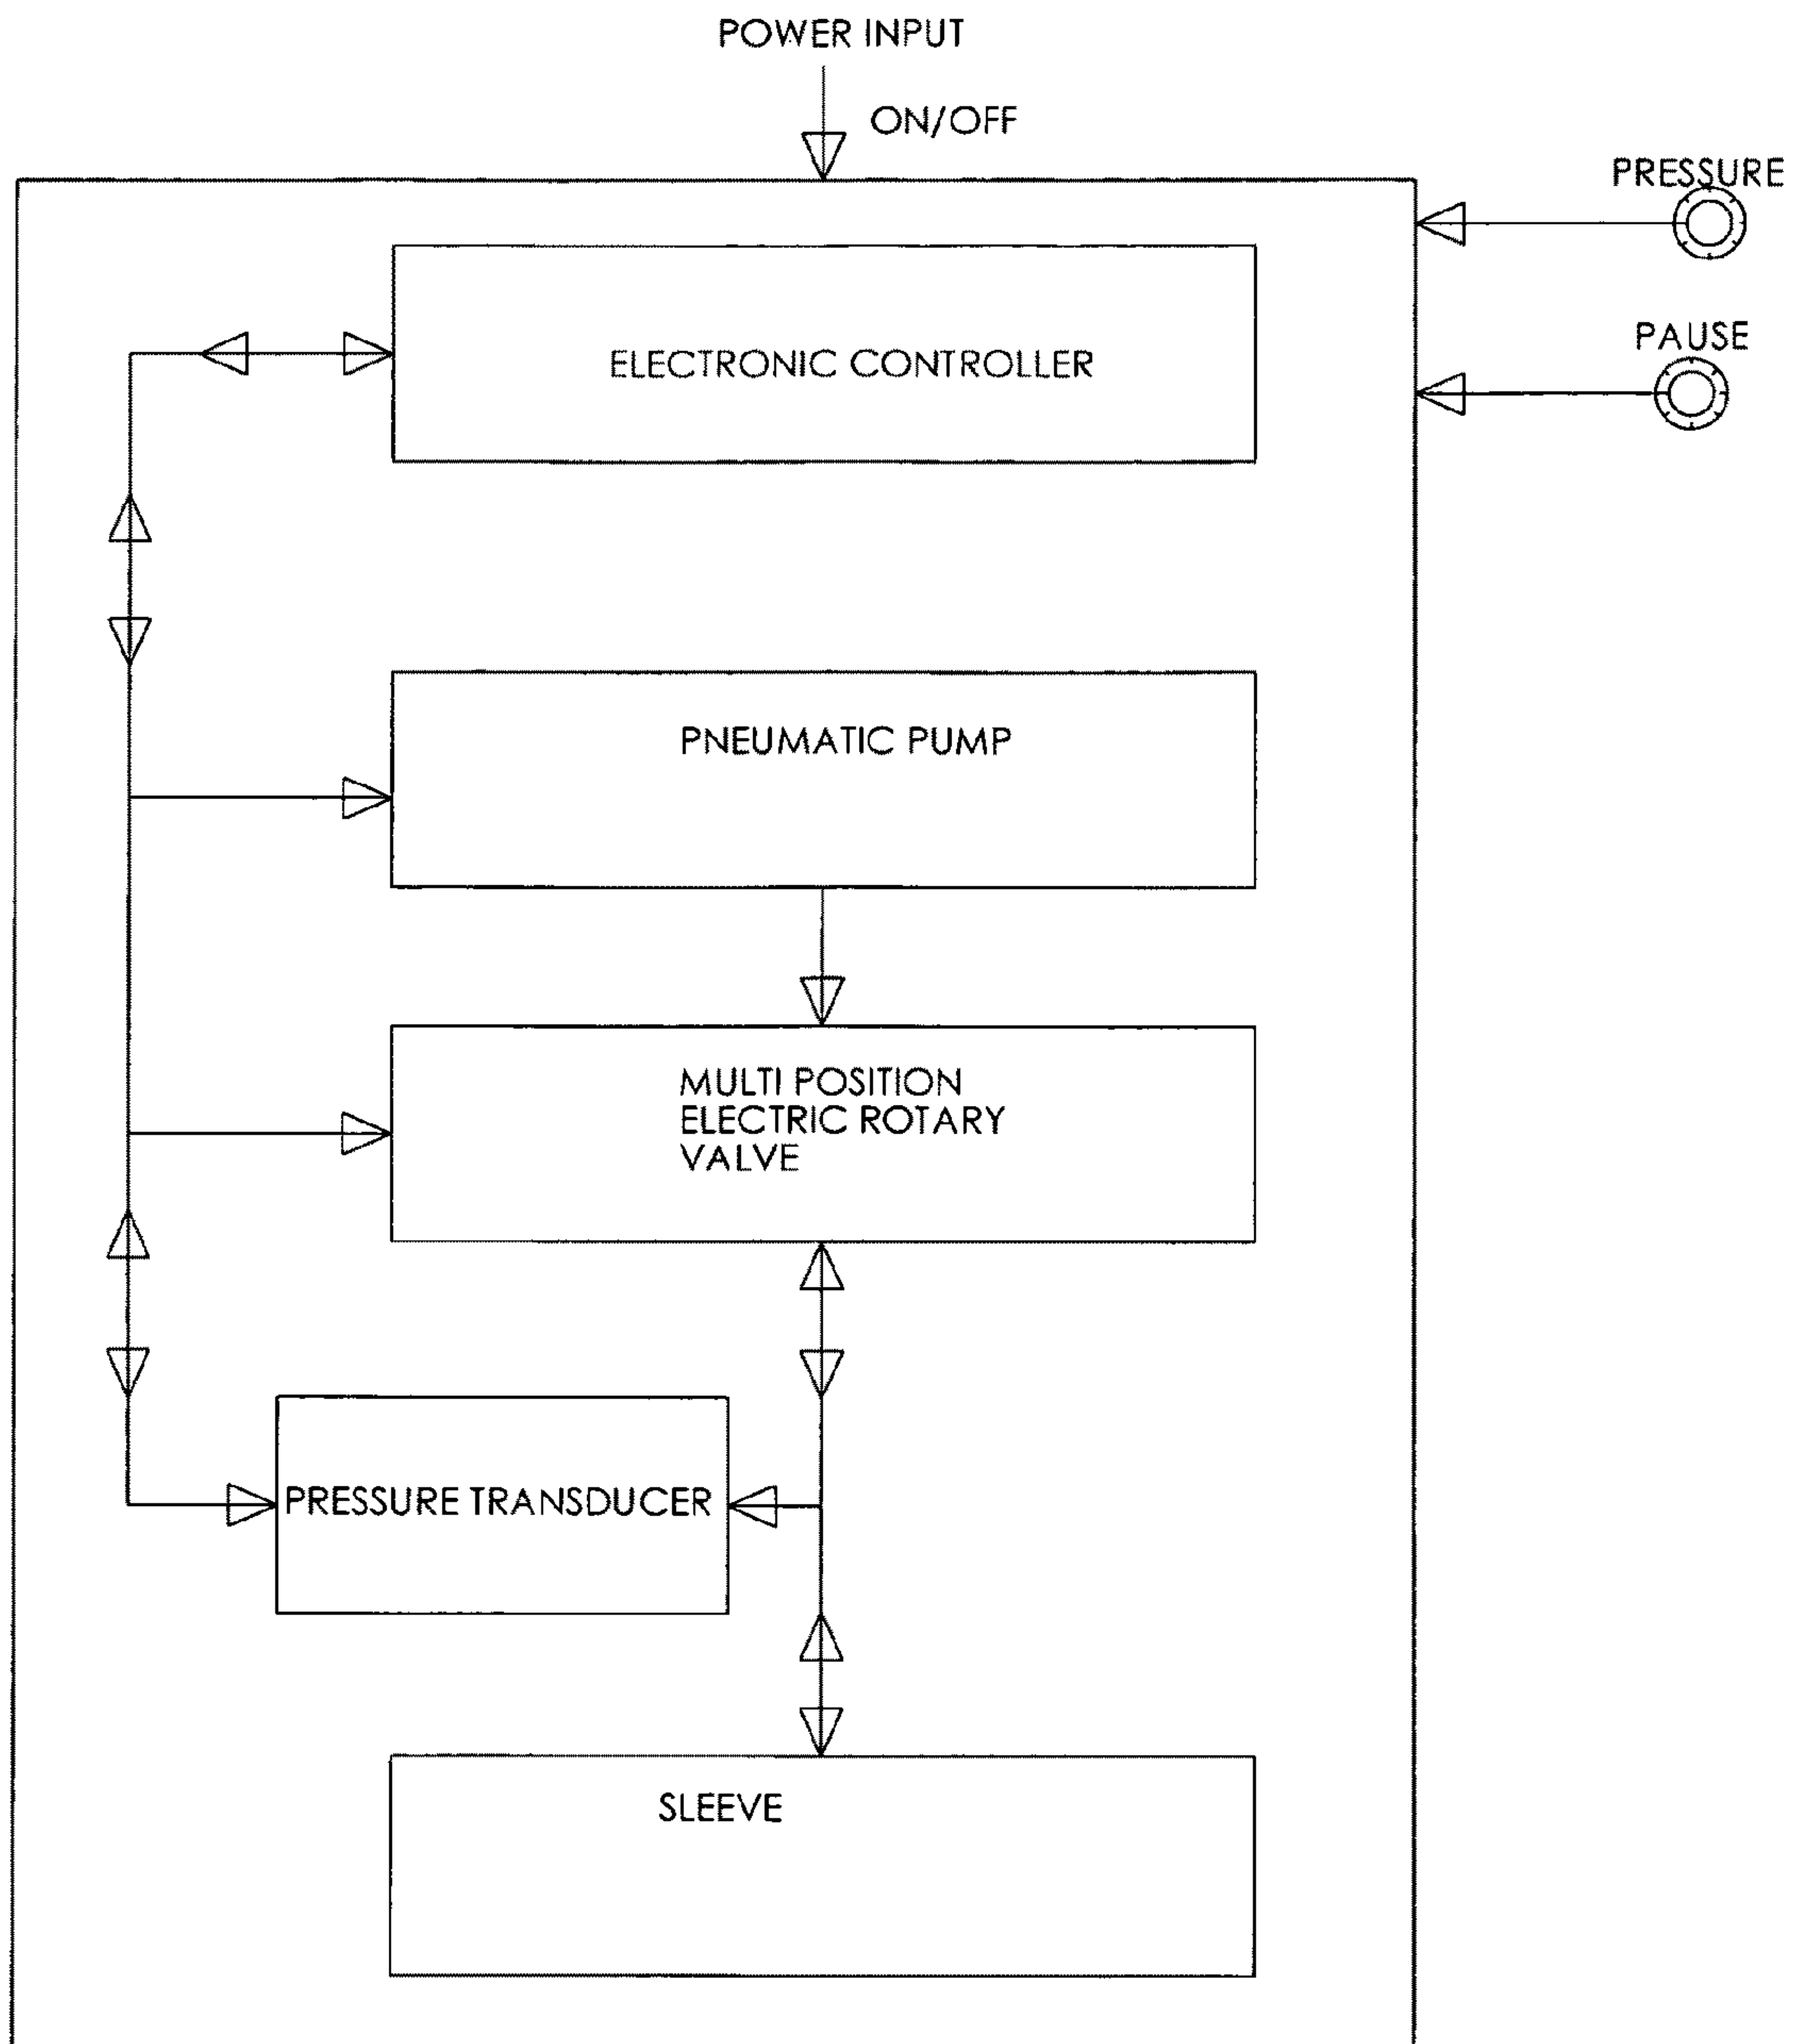 POWER INPUT
ON/OFF
PRESSURE
PAUSE
ELECTRONIC CONTROLLER
PNEUMATIC PUMP
MULTI POSITION
ELECTRIC ROTARY
VALVE
PRESSURE TRANSDUCER
SLEEVE